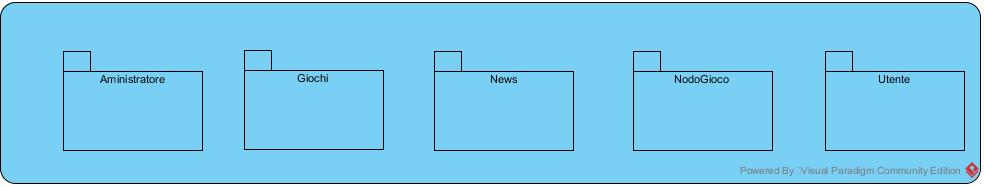 Aministratore
Giochi
News
NodoGioco
Utente
Powered By Visual Paradigm Community Edition